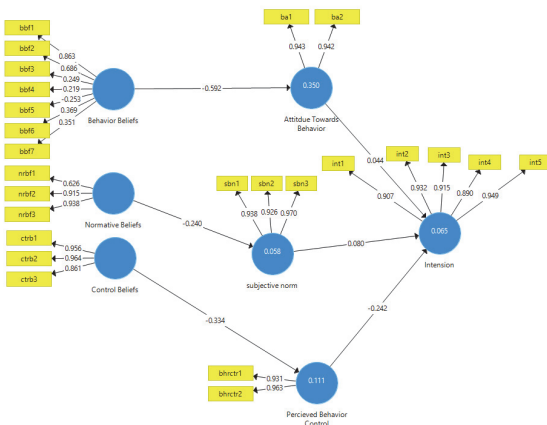 ba1
ba2
bbf1
bbf2
bbf3
bbf4
bbf5
bbf6
bbf7
0.863
0.686
0.249
0.219
-0.253
0.369
0.351
Behavior Beliefs
-0.592
0.943
0.942
0.350
Attitdue Towards
Behavior
0.044
int1
int2
int3
int4
int5
0.907
0.932
0.915
0.890
0.949
0.065
Intension
nrbf1
nrbf2
nrbf3
0.626
0.915
0.938
Normative Beliefs
-0.240
sbn1
sbn2
sbn3
0.938
0.926
0.970
0.058
subjective norm
0.080
ctrb1
ctrb2
ctrb3
0.956
0.964
0.861
Control Beliefs
-0.334
-0.242
bhrctr1
bhrctr2
0.931
0.963
0.111
Percieved Behavior
Control